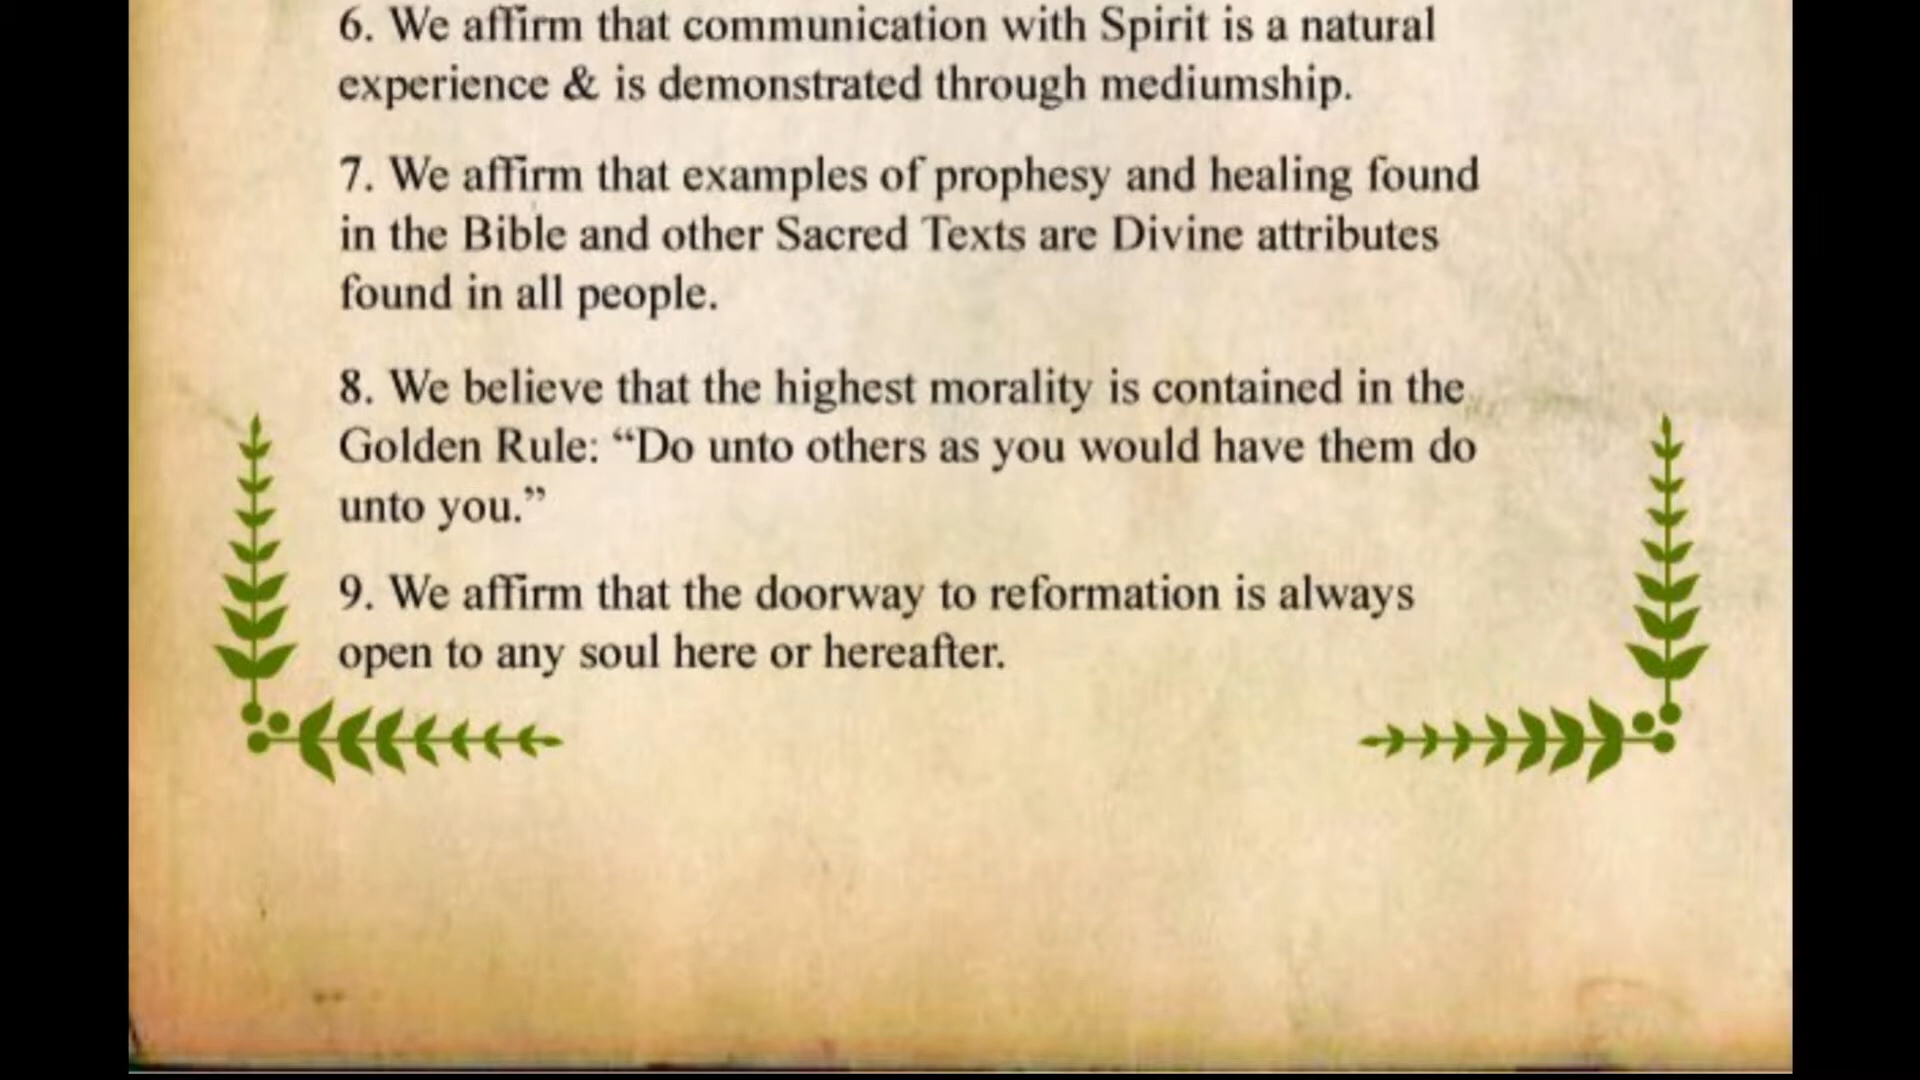 6. We affirm that communication with Spirit is a natural
experience & is demonstrated through mediumship.
7. We affirm that examples of prophesy and healing found
in the Bible and other Sacred Texts are Divine attributes
found in all people.
8. We believe that the highest morality is contained in the
Golden Rule: “Do unto others as you would have them do
unto you.”
9. We affirm that the doorway to reformation is always
open to any soul here or hereafter.